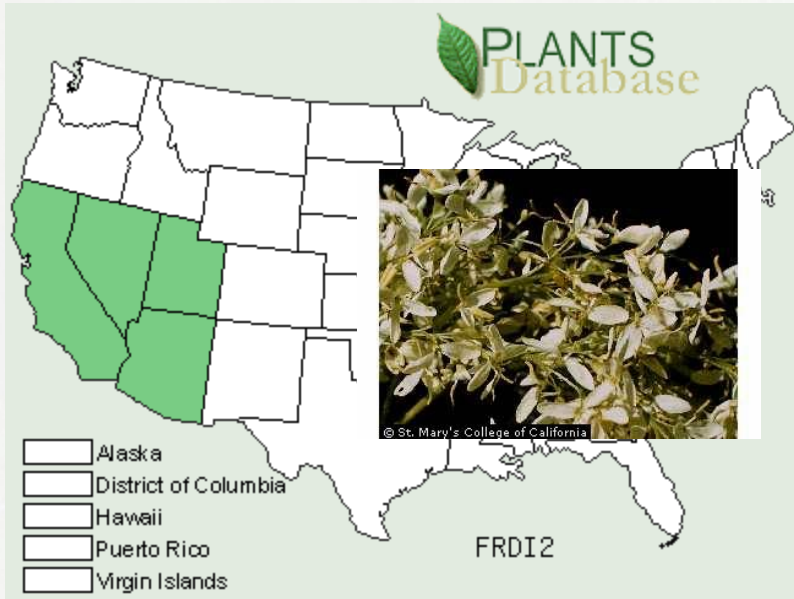 PLANTS
Database
© St. Mary's College of California
Alaska
District of Columbia
Hawaii
Puerto Rico
Virgin Islands
FRDI2